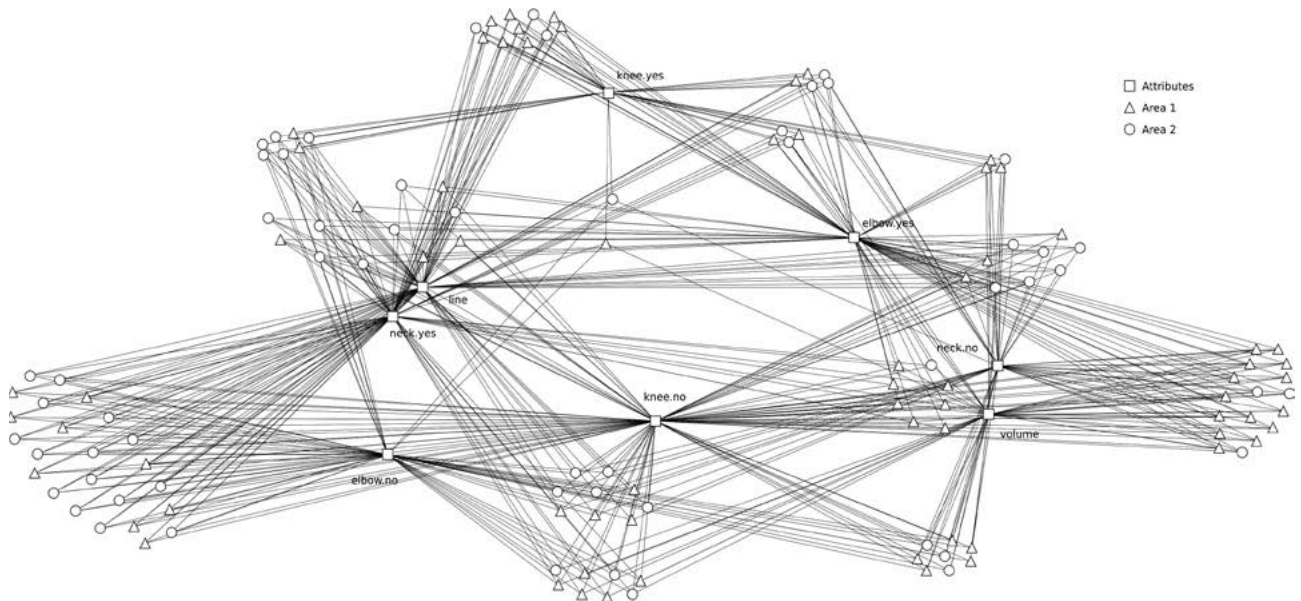 knee.yes
Attributes
Area 1
Area 2
elbow.yes
line
neck.yes
neck.no
knee.no
volume
elbow.no